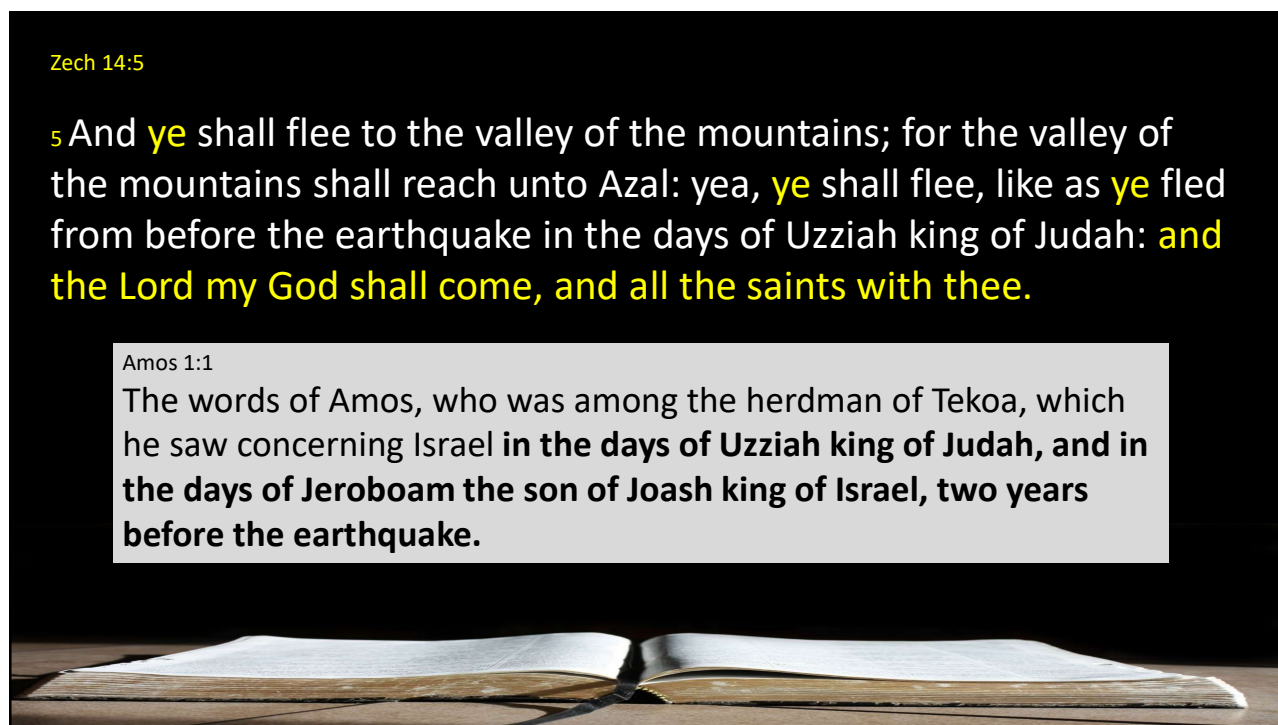 Zech 14:5
5 And ye shall flee to the valley of the mountains; for the valley of
the mountains shall reach unto Azal: yea, ye shall flee, like as ye fled
from before the earthquake in the days of Uzziah king of Judah: and
the Lord my God shall come, and all the saints with thee.
Amos 1:1
The words of Amos, who was among the herdman of Tekoa, which
he saw concerning Israel in the days of Uzziah king of Judah, and in
the days of Jeroboam the son of Joash king of Israel, two years
before the earthquake.